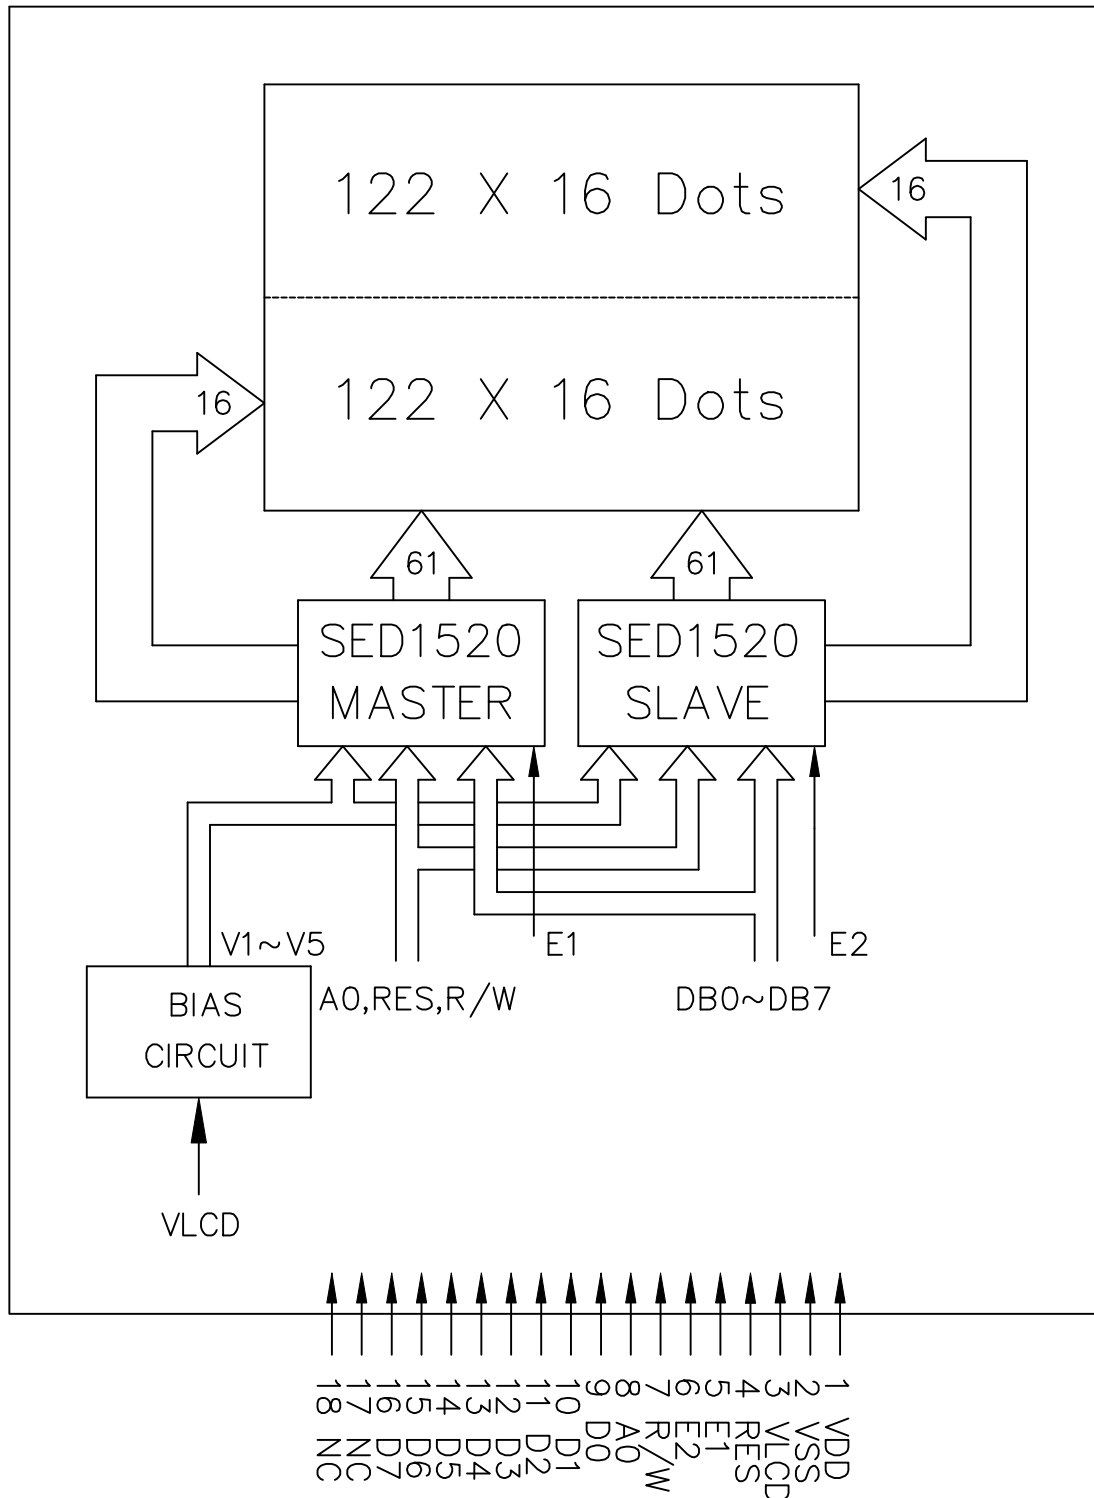 122 X 16 Dots
16
122 X 16 Dots
16
61
61
SED1520
MASTER
SED1520
SLAVE
V1~V5
E1
E2
BIAS
CIRCUIT
A0,RES,R/W
DB0~DB7
VLCD
1 VDD
2 VSS
3 VLCD
4 RES
5 E1
6 E2
7 R/W
8 A0
9 D0
10 D1
11 D2
12 D3
13 D4
14 D5
15 D6
16 D7
17 NC
18 NC